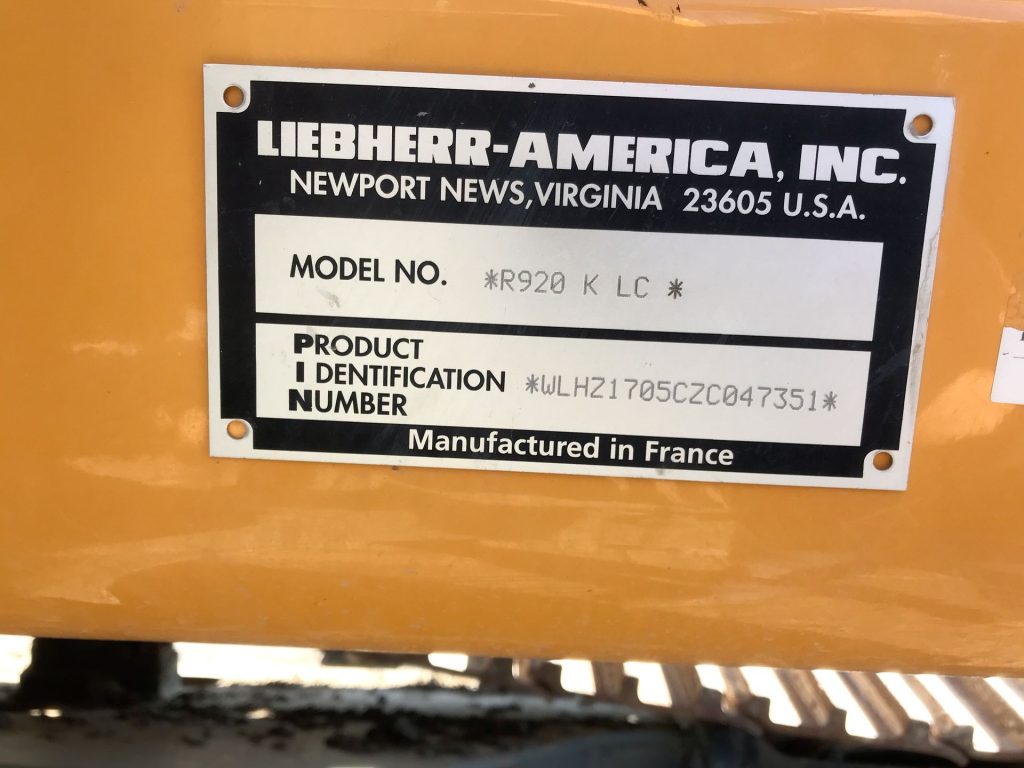 LIEBHERR-AMERICA, INC.
NEWPORT NEWS, VIRGINIA 23605 U.S.A.
MODEL NO. *R920 K LC *
PRODUCT
IDENTIFICATION *WLHZ1705CZC047351*
NUMBER
Manufactured in France